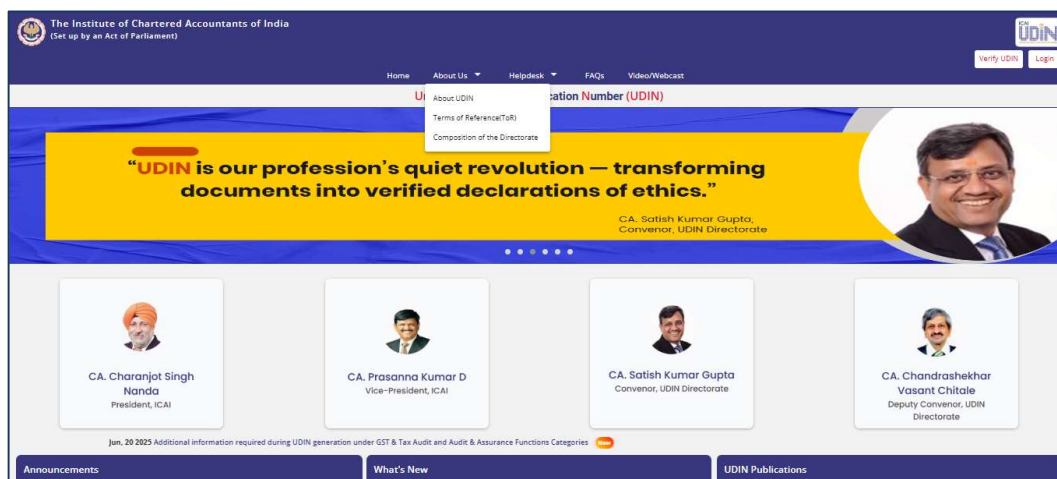 The Institute of Chartered Accountants of India
(Set up by an Act of Parliament)
ICAI
UDIN
Verify UDIN
Login
Home
About Us
Helpdesk
FAQs
Video/Webcast
cation Number (UDIN)
About UDIN
Terms of Reference(ToR)
Composition of the Directorate
“UDIN is our profession’s quiet revolution — transforming
documents into verified declarations of ethics.”
CA. Satish Kumar Gupta,
Convenor, UDIN Directorate
CA. Charanjot Singh
Nanda
President, ICAI
CA. Prasanna Kumar D
Vice-President, ICAI
CA. Satish Kumar Gupta
Convenor, UDIN Directorate
CA. Chandrashekhar
Vasant Chitale
Deputy Convenor, UDIN
Directorate
Jun, 20 2025 Additional information required during UDIN generation under GST & Tax Audit and Audit & Assurance Functions Categories New
Announcements
What's New
UDIN Publications